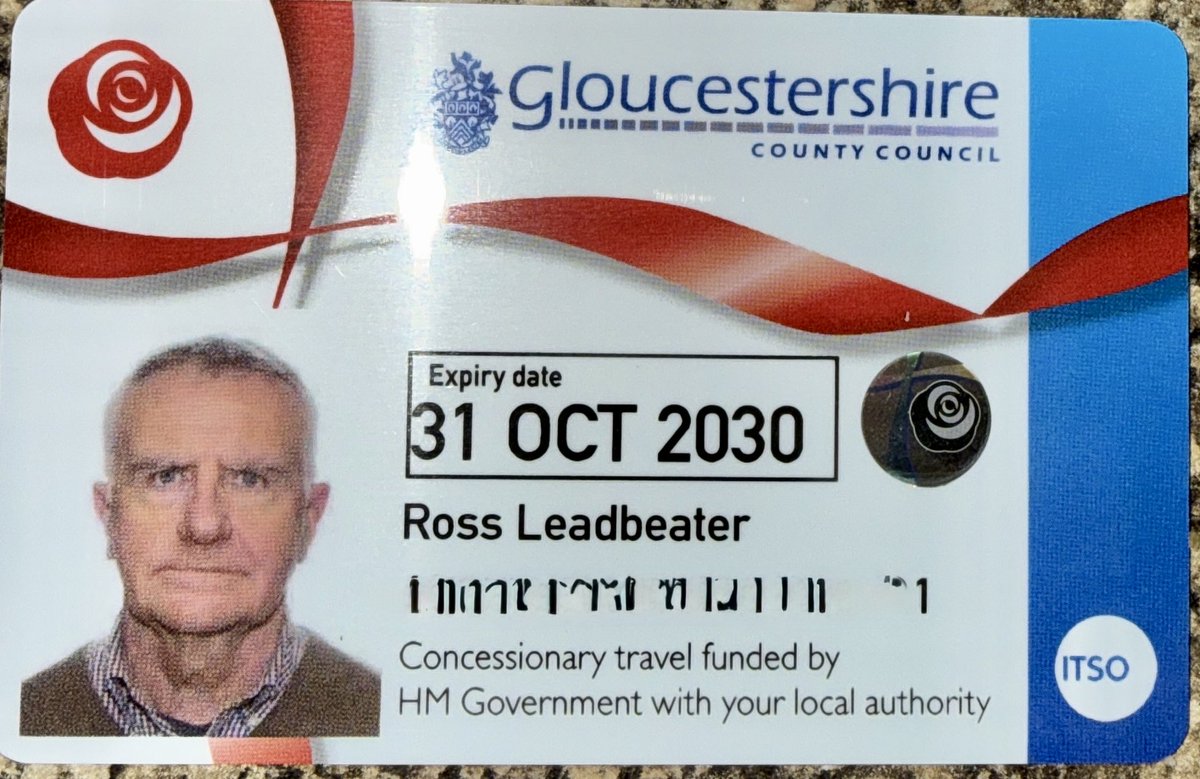 Gloucestershire
COUNTY COUNCIL
Expiry date
31 OCT 2030
Ross Leadbeater
Concessionary travel funded by
HM Government with your local authority
ITSO